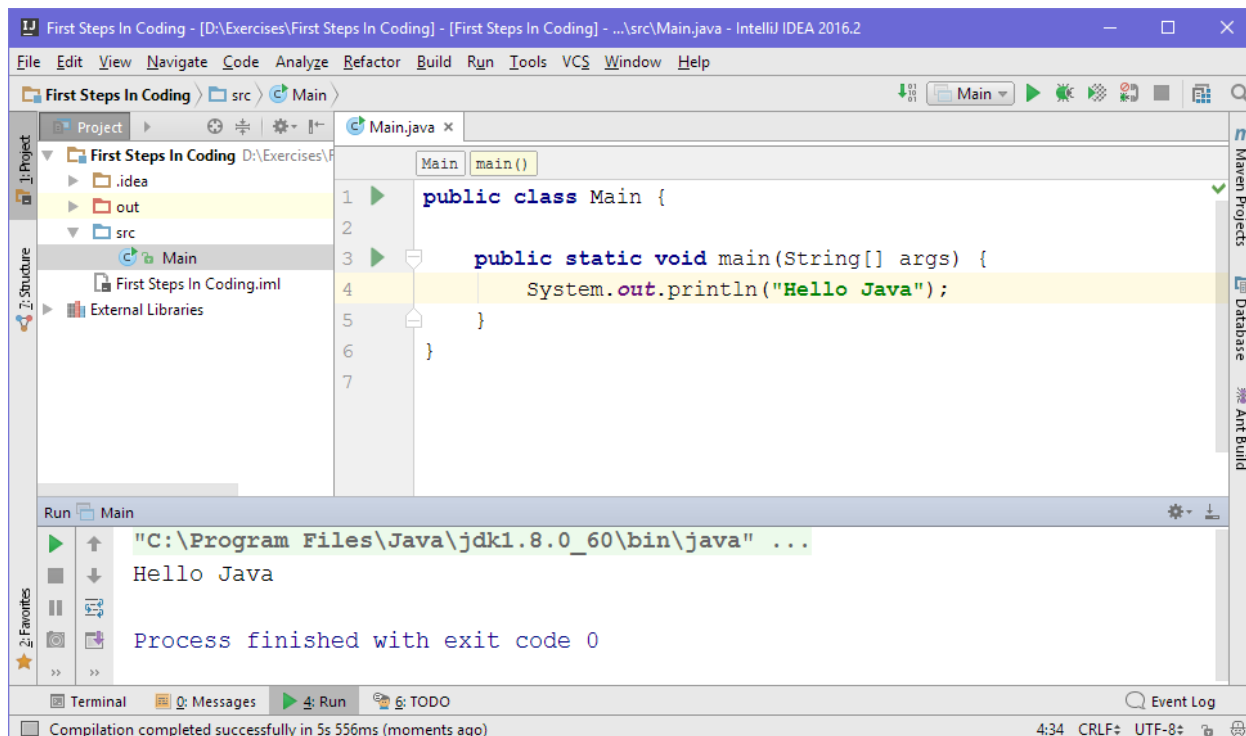 First Steps In Coding - [D:\Exercises\First Steps In Coding] - [First Steps In Coding] - ...\src\Main.java - IntelliJ IDEA 2016.2
File Edit View Navigate Code Analyze Refactor Build Run Tools VCS Window Help
First Steps In Coding src Main
Main
Project
Main.java ×
1: Project
First Steps In Coding D:\Exercises\F
.idea
out
src
Main
First Steps In Coding.iml
External Libraries
7: Structure
Main main()
1 public class Main {
2
3 public static void main(String[] args) {
4 System.out.println("Hello Java");
5 }
6 }
7
Maven Projects
Database
Ant Build
Run Main
"C:\Program Files\Java\jdk1.8.0_60\bin\java" ...
Hello Java
Process finished with exit code 0
2: Favorites
Terminal 0: Messages 4: Run 6: TODO Event Log
Compilation completed successfully in 5s 556ms (moments ago) 4:34 CRLF UTF-8